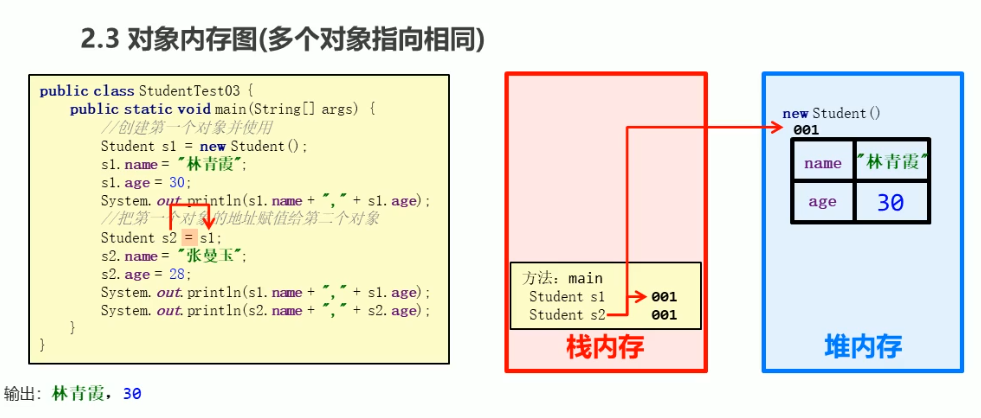 2.3 对象内存图(多个对象指向相同)
public class StudentTest03 {
public static void main(String[] args) {
//创建第一个对象并使用
Student s1 = new Student();
s1.name = "林青霞";
s1.age = 30;
System.out.println(s1.name + "," + s1.age);
//把第一个对象的地址赋值给第二个对象
Student s2 = s1;
s2.name = "张曼玉";
s2.age = 28;
System.out.println(s1.name + "," + s1.age);
System.out.println(s2.name + "," + s2.age);
}
}
输出：林青霞，30
方法：main
Student s1 001
Student s2 001
栈内存
new Student()
001
name "林青霞"
age 30
堆内存